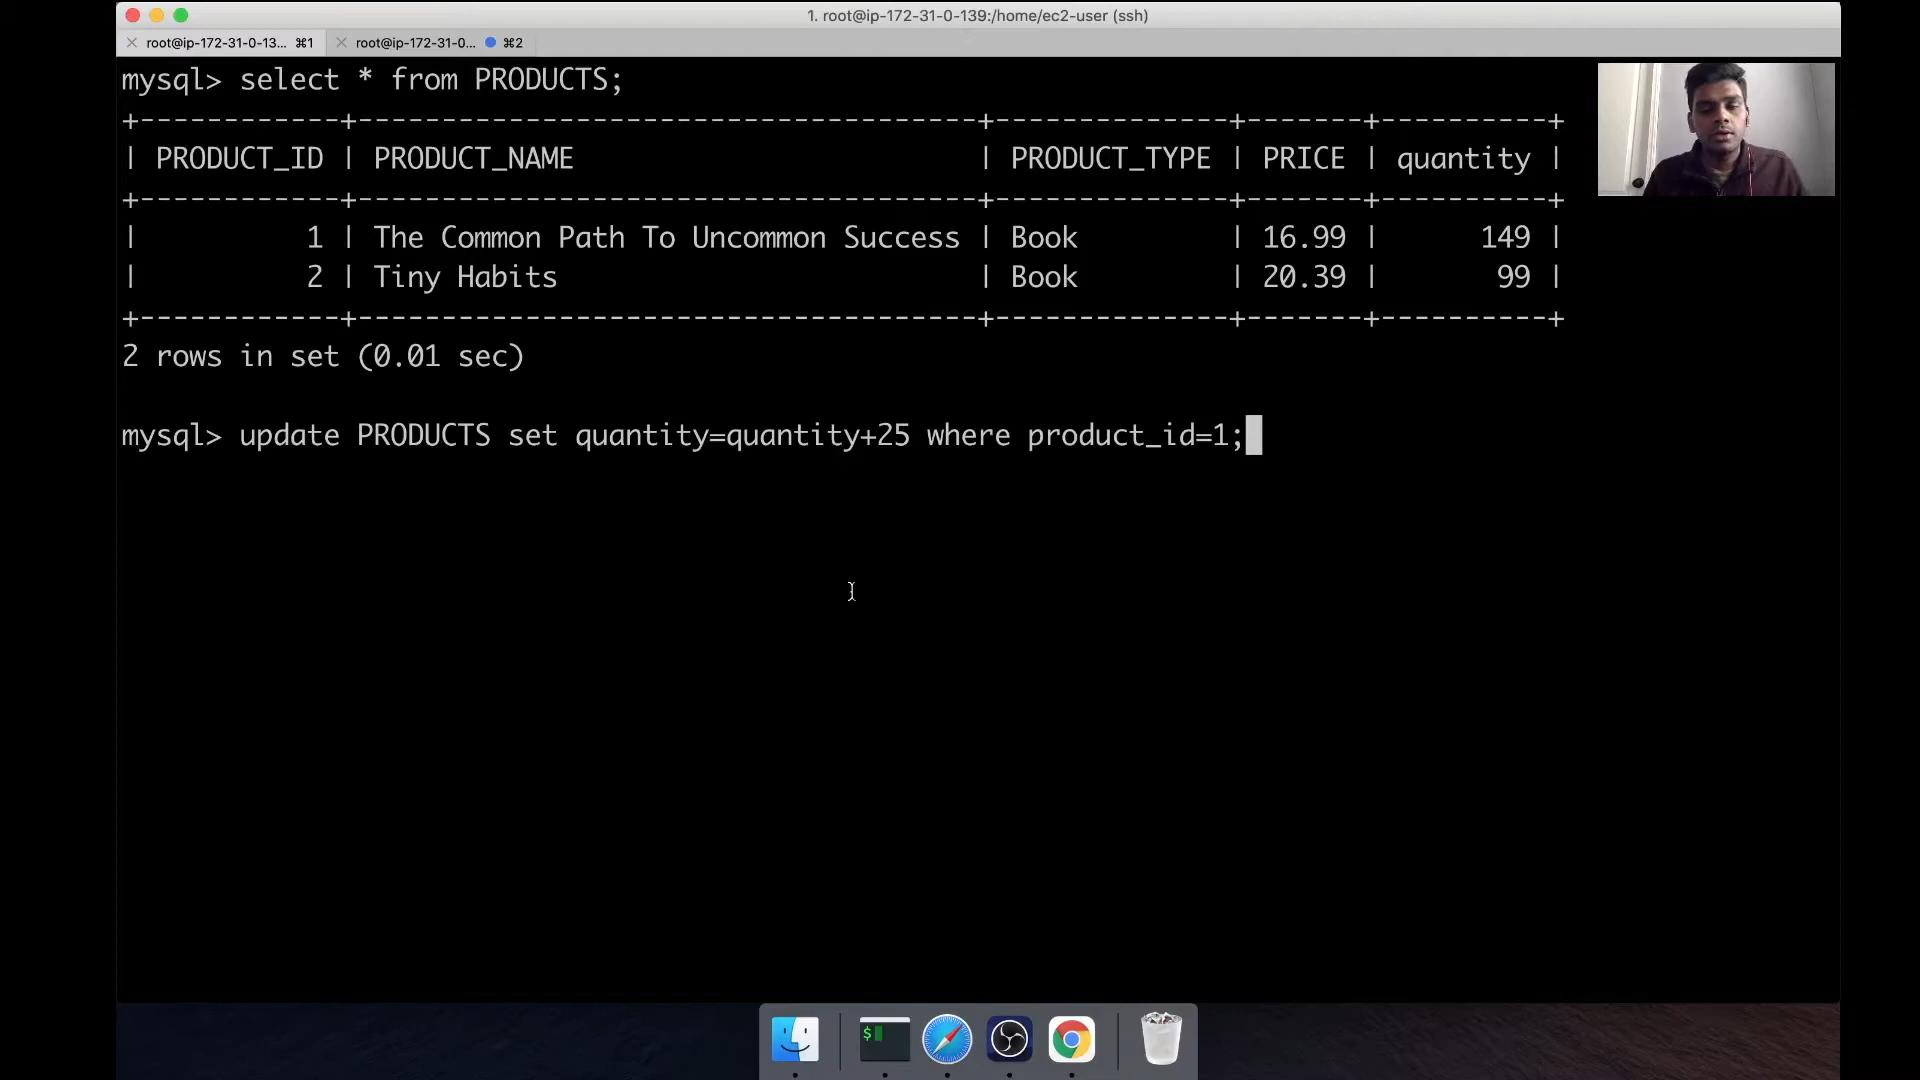 1. root@ip-172-31-0-139:/home/ec2-user (ssh)
root@ip-172-31-0-13... ⌘1 root@ip-172-31-0... ⌘2
mysql> select * from PRODUCTS;
+------------+-------------------------------------+--------------+-------+----------+
| PRODUCT_ID | PRODUCT_NAME                        | PRODUCT_TYPE | PRICE | quantity |
+------------+-------------------------------------+--------------+-------+----------+
|          1 | The Common Path To Uncommon Success | Book         | 16.99 |      149 |
|          2 | Tiny Habits                         | Book         | 20.39 |       99 |
+------------+-------------------------------------+--------------+-------+----------+
2 rows in set (0.01 sec)
mysql> update PRODUCTS set quantity=quantity+25 where product_id=1;
$